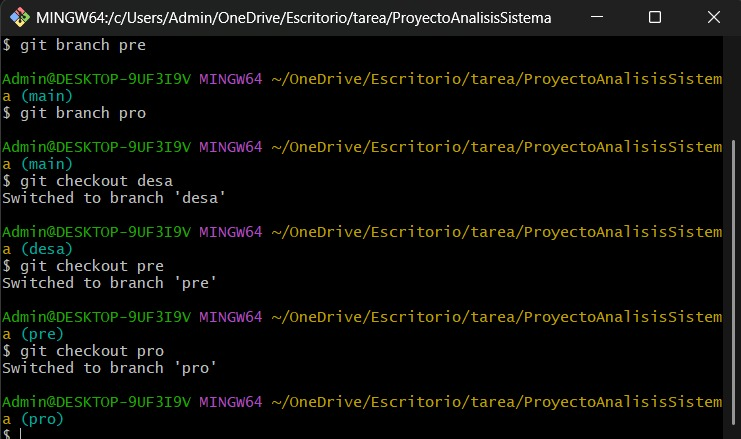 MINGW64:/c/Users/Admin/OneDrive/Escritorio/tarea/ProyectoAnalisisSistema
$ git branch pre
Admin@DESKTOP-9UF3I9V MINGW64 ~/OneDrive/Escritorio/tarea/ProyectoAnalisisSistem
a (main)
$ git branch pro
Admin@DESKTOP-9UF3I9V MINGW64 ~/OneDrive/Escritorio/tarea/ProyectoAnalisisSistem
a (main)
$ git checkout desa
Switched to branch 'desa'
Admin@DESKTOP-9UF3I9V MINGW64 ~/OneDrive/Escritorio/tarea/ProyectoAnalisisSistem
a (desa)
$ git checkout pre
Switched to branch 'pre'
Admin@DESKTOP-9UF3I9V MINGW64 ~/OneDrive/Escritorio/tarea/ProyectoAnalisisSistem
a (pre)
$ git checkout pro
Switched to branch 'pro'
Admin@DESKTOP-9UF3I9V MINGW64 ~/OneDrive/Escritorio/tarea/ProyectoAnalisisSistem
a (pro)
$